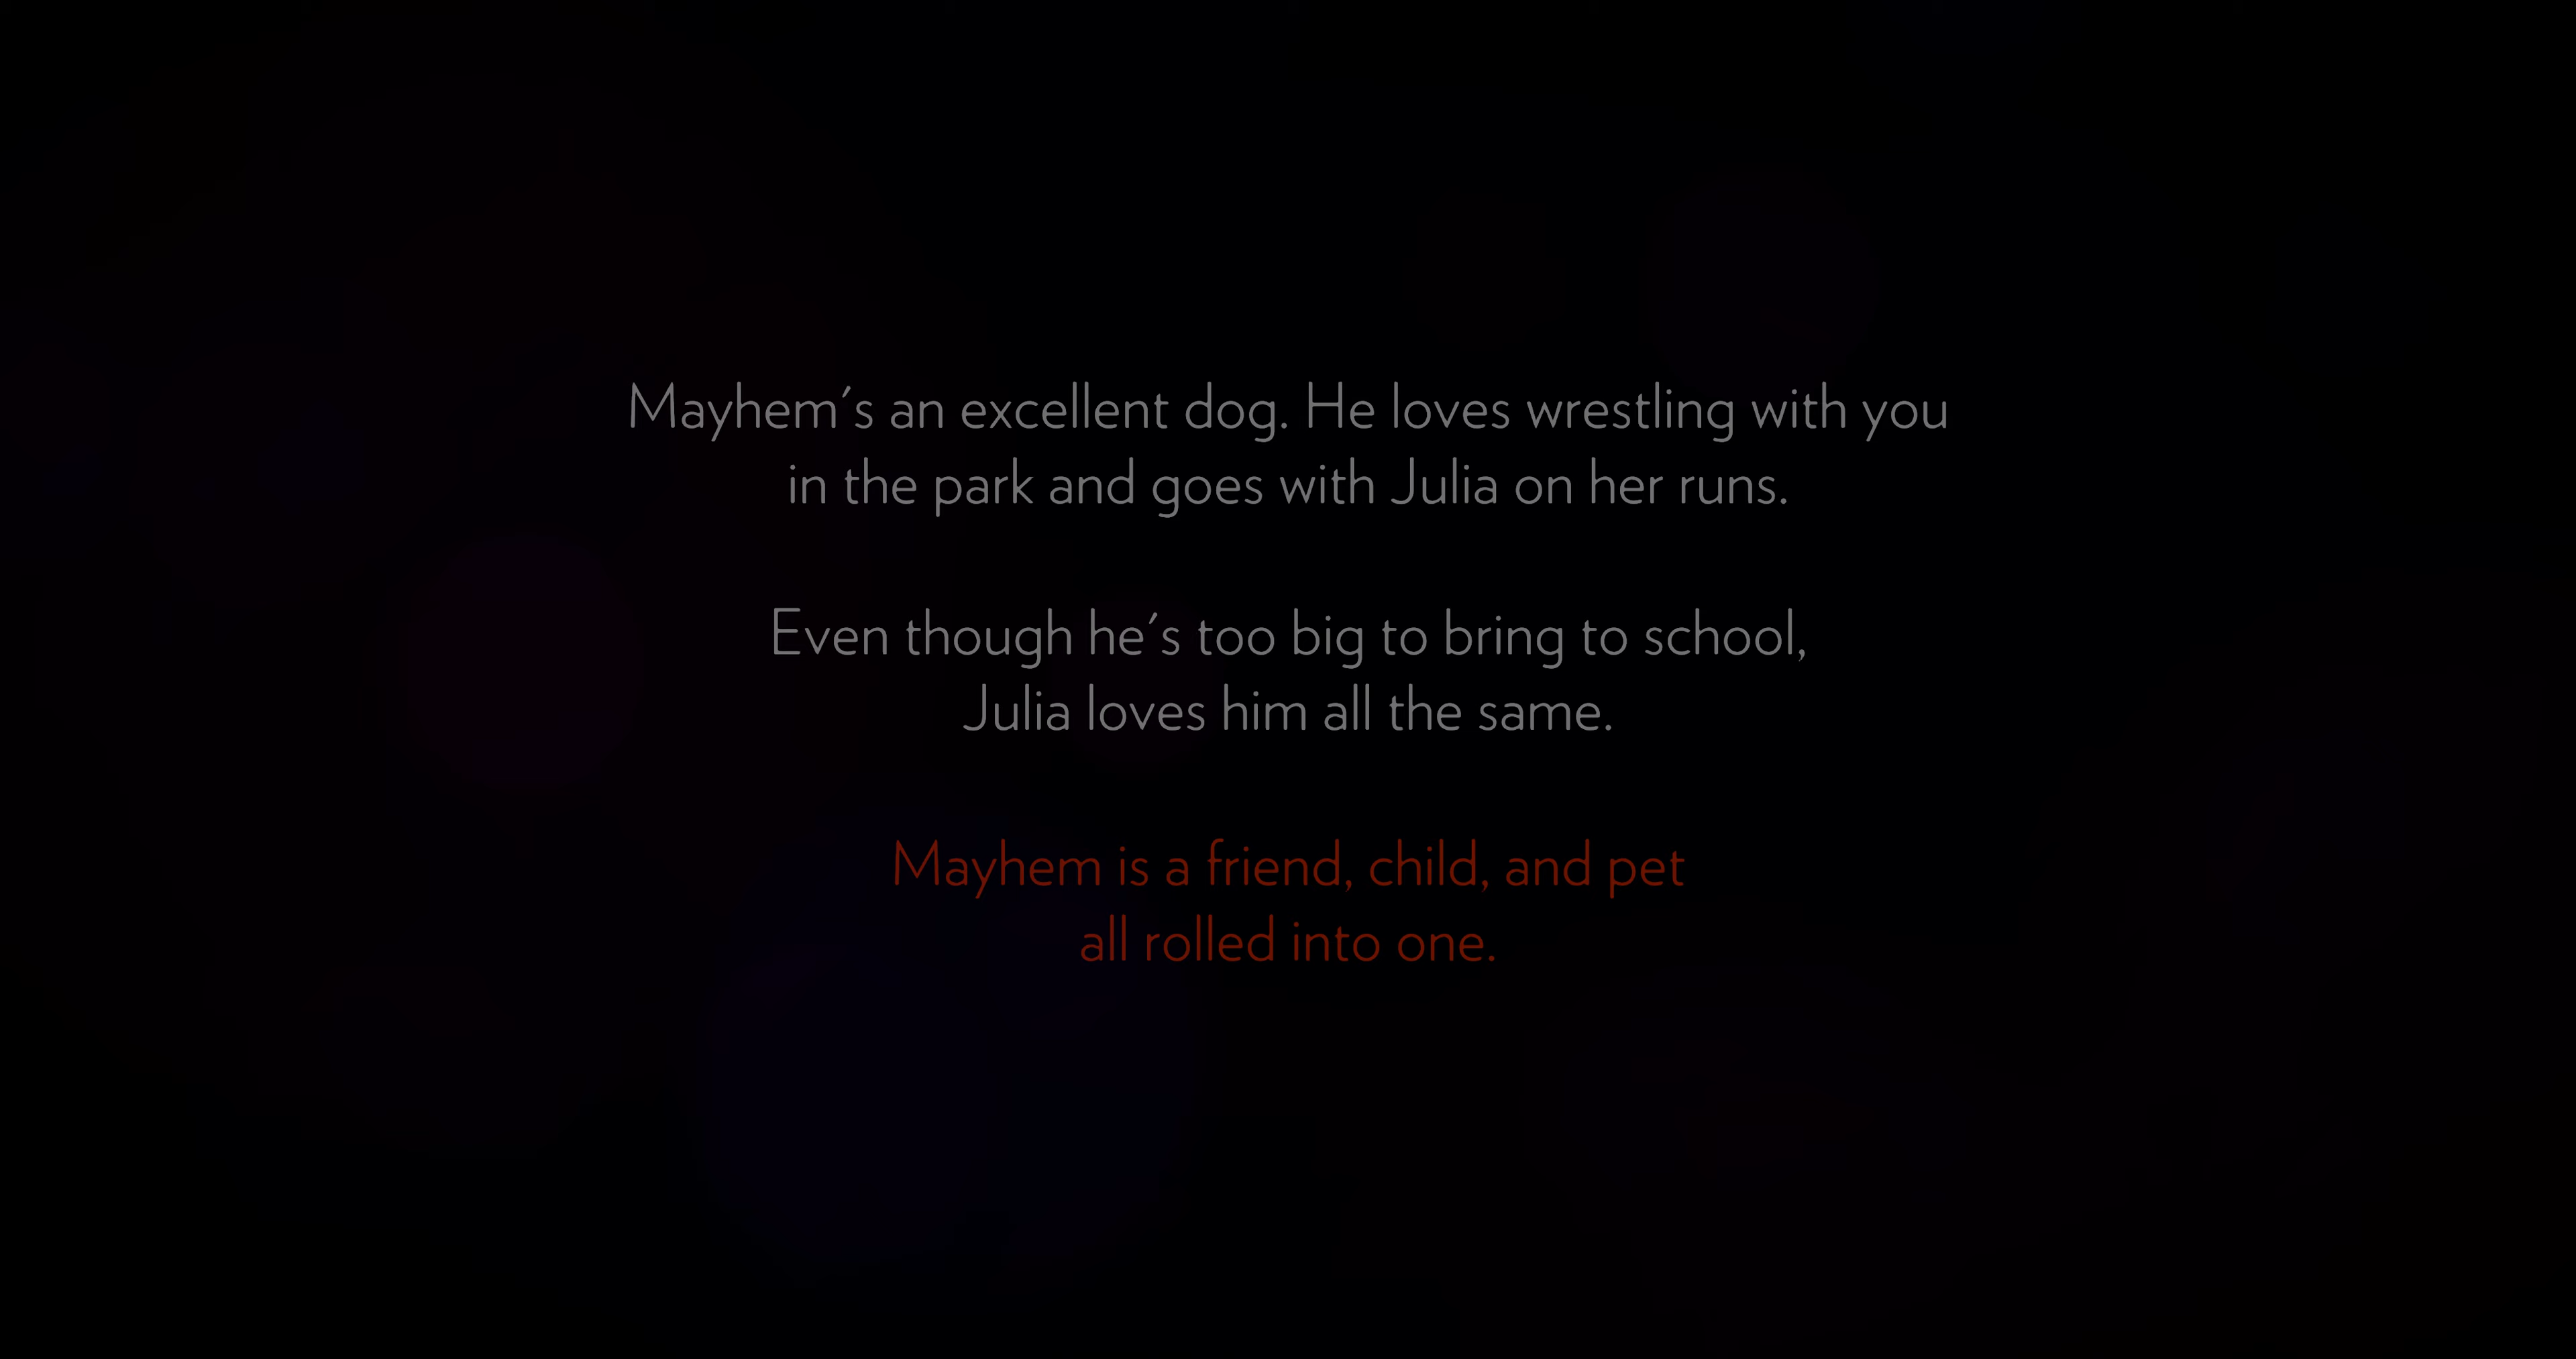 Mayhem's an excellent dog. He loves wrestling with you
in the park and goes with Julia on her runs.
Even though he's too big to bring to school,
Julia loves him all the same.
Mayhem is a friend, child, and pet
all rolled into one.